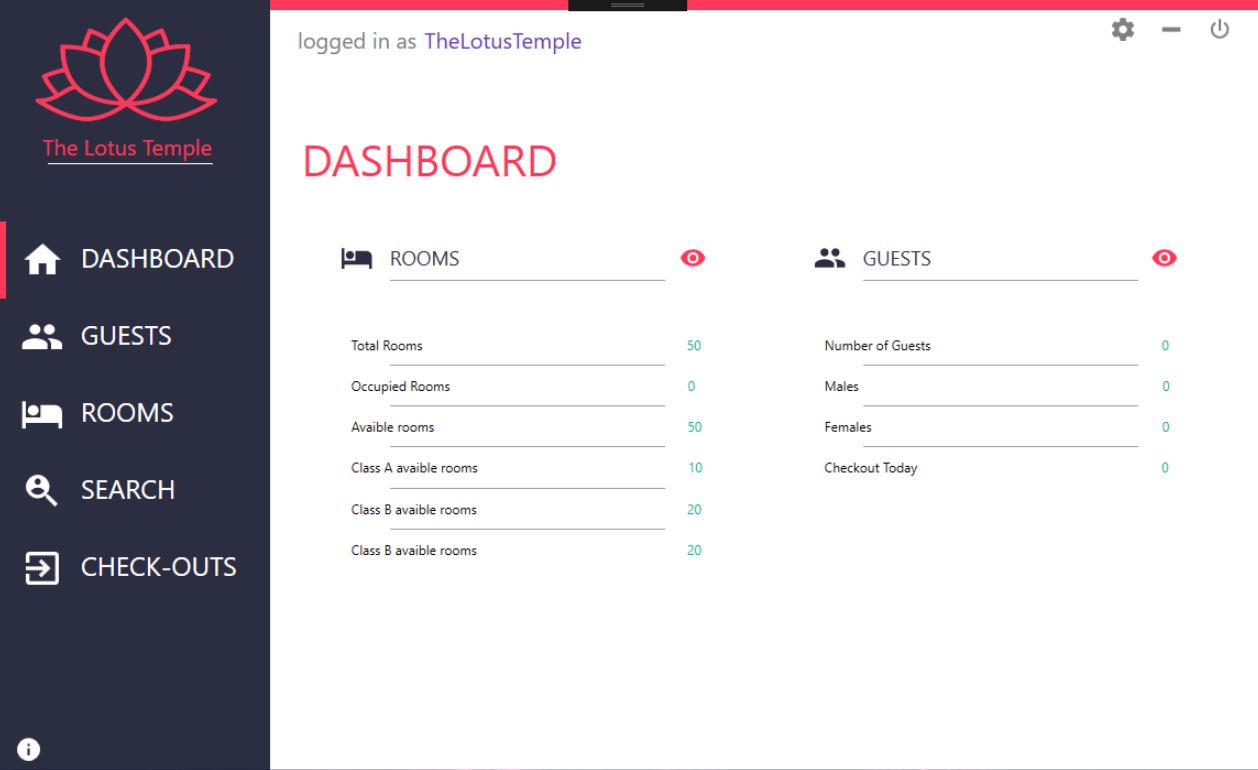 The Lotus Temple
DASHBOARD
GUESTS
ROOMS
SEARCH
CHECK-OUTS
logged in as TheLotusTemple
DASHBOARD
ROOMS
Total Rooms 50
Occupied Rooms 0
Avaible rooms 50
Class A avaible rooms 10
Class B avaible rooms 20
Class B avaible rooms 20
GUESTS
Number of Guests 0
Males 0
Females 0
Checkout Today 0